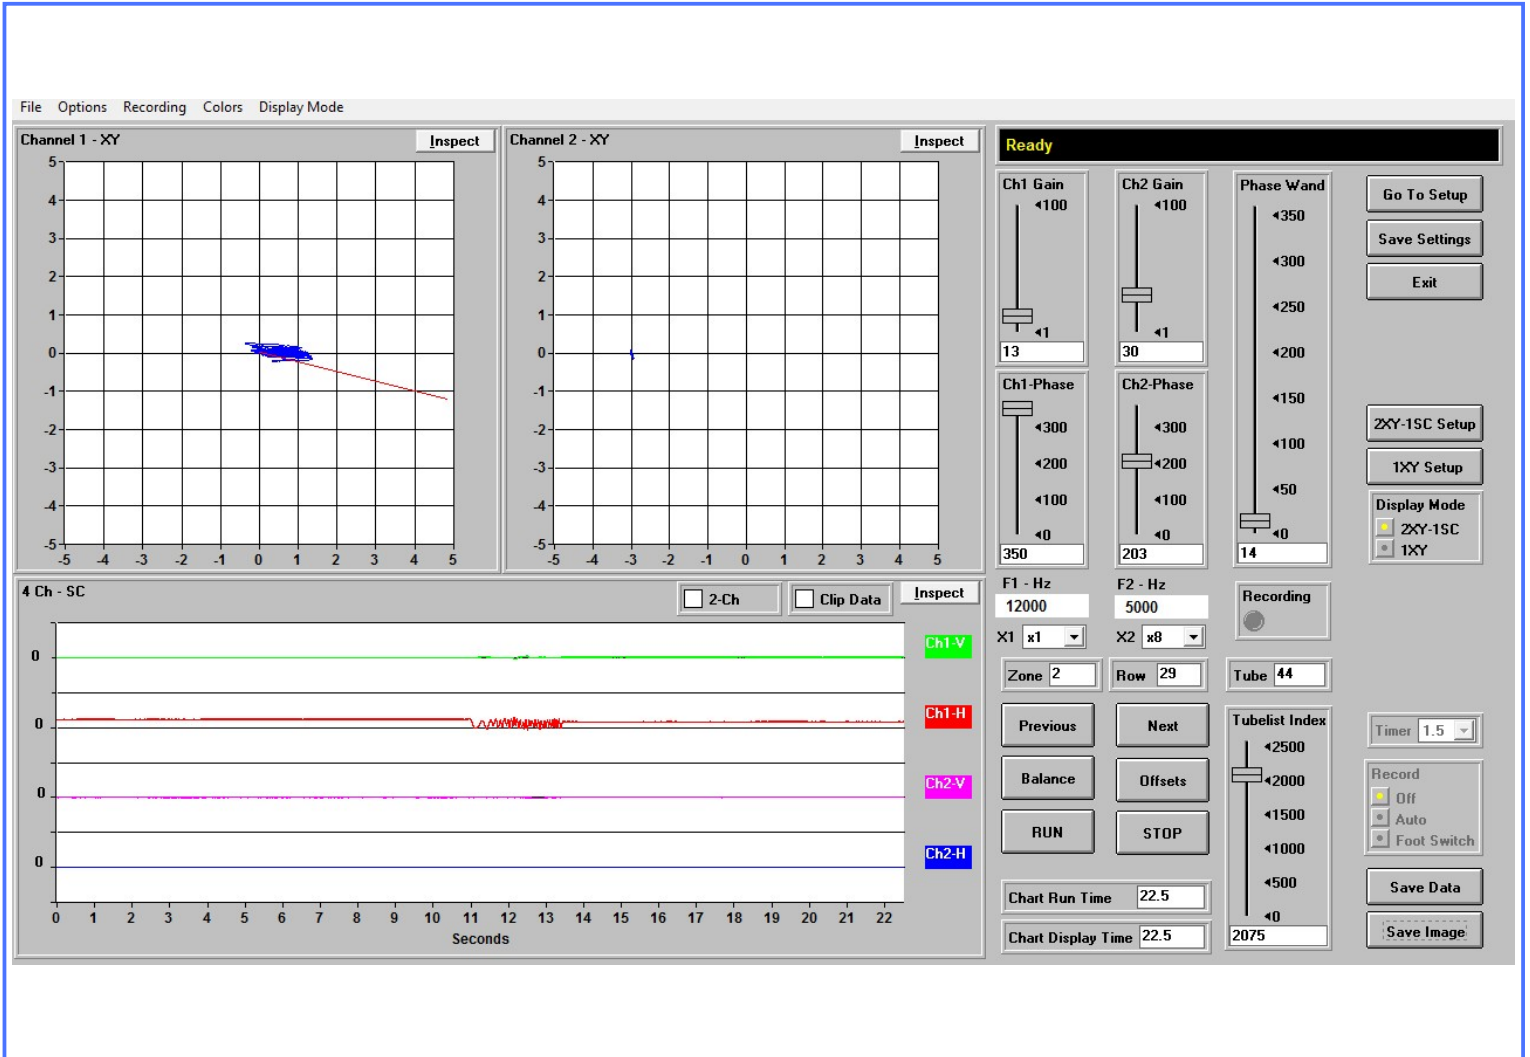 File Options Recording Colors Display Mode
Channel 1 - XY
Inspect
5
4
3
2
1
0
-1
-2
-3
-4
-5
-5 -4 -3 -2 -1 0 1 2 3 4 5
Channel 2 - XY
Inspect
5
4
3
2
1
0
-1
-2
-3
-4
-5
-5 -4 -3 -2 -1 0 1 2 3 4 5
4 Ch - SC
2-Ch
Clip Data
Inspect
0
0
0
0
Ch1-V
Ch1-H
Ch2-V
Ch2-H
0 1 2 3 4 5 6 7 8 9 10 11 12 13 14 15 16 17 18 19 20 21 22
Seconds
Ready
Ch1 Gain
100
1
13
Ch2 Gain
100
1
30
Phase Wand
350
300
250
200
150
100
50
0
14
Ch1-Phase
300
200
100
0
350
Ch2-Phase
300
200
100
0
203
Go To Setup
Save Settings
Exit
2XY-1SC Setup
1XY Setup
Display Mode
2XY-1SC
1XY
F1 - Hz
12000
F2 - Hz
5000
Recording
X1 x1
X2 x8
Zone 2
Row 29
Tube 44
Previous
Next
Balance
Offsets
RUN
STOP
Tubelist Index
2500
2000
1500
1000
500
0
2075
Timer 1.5
Record
Off
Auto
Foot Switch
Chart Run Time 22.5
Chart Display Time 22.5
Save Data
Save Image